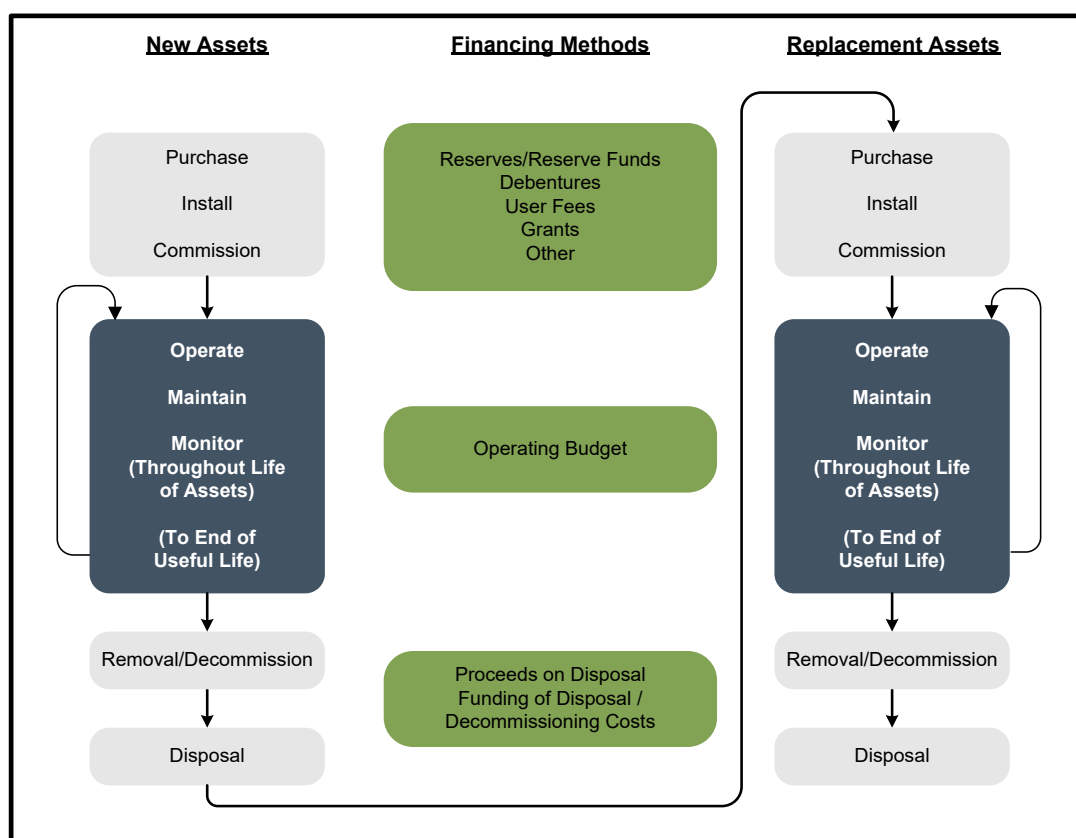 New Assets
Purchase
Install
Commission
Operate
Maintain
Monitor
(Throughout Life
of Assets)
(To End of
Useful Life)
Removal/Decommission
Disposal
Financing Methods
Reserves/Reserve Funds
Debentures
User Fees
Grants
Other
Operating Budget
Proceeds on Disposal
Funding of Disposal /
Decommissioning Costs
Replacement Assets
Purchase
Install
Commission
Operate
Maintain
Monitor
(Throughout Life
of Assets)
(To End of
Useful Life)
Removal/Decommission
Disposal